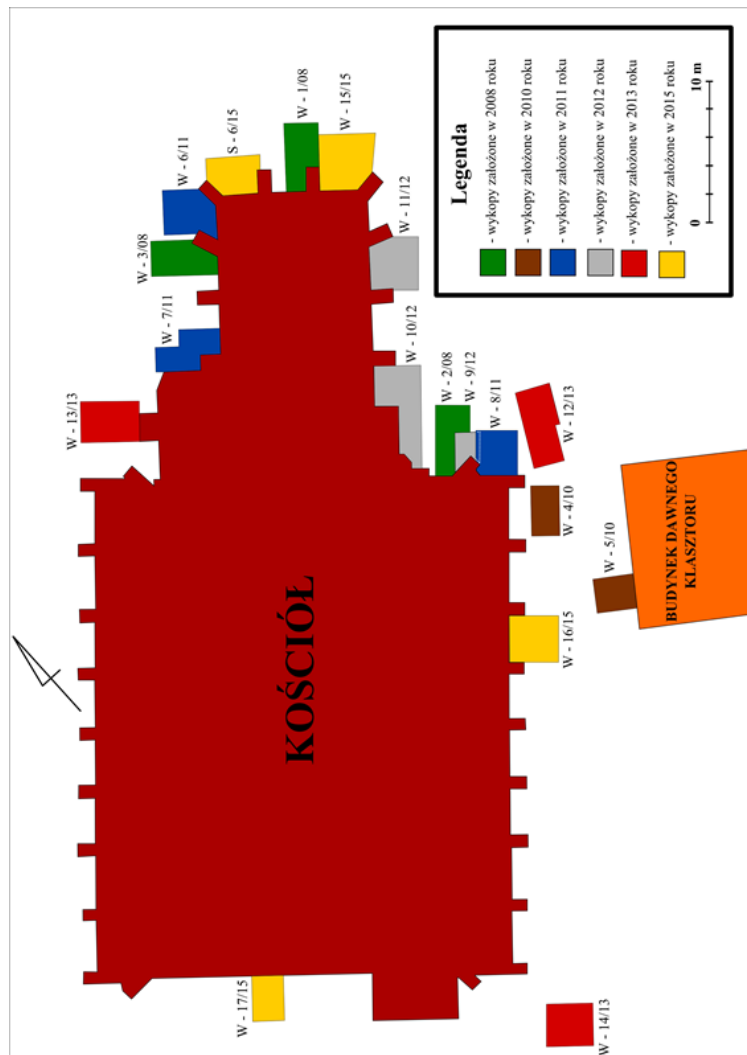 W - 1/08
W - 15/15
S - 6/15
W - 6/11
W - 3/08
W - 11/12
W - 7/11
W - 10/12
W - 13/13
W - 2/08
W - 9/12
W - 8/11
W - 12/13
W - 4/10
W - 5/10
BUDYNEK DAWNEGO
KLASZTORU
W - 16/15
KOŚCIÓŁ
W - 17/15
W - 14/13
Legenda
- wykopy założone w 2008 roku
- wykopy założone w 2010 roku
- wykopy założone w 2011 roku
- wykopy założone w 2012 roku
- wykopy założone w 2013 roku
- wykopy założone w 2015 roku
0 10 m